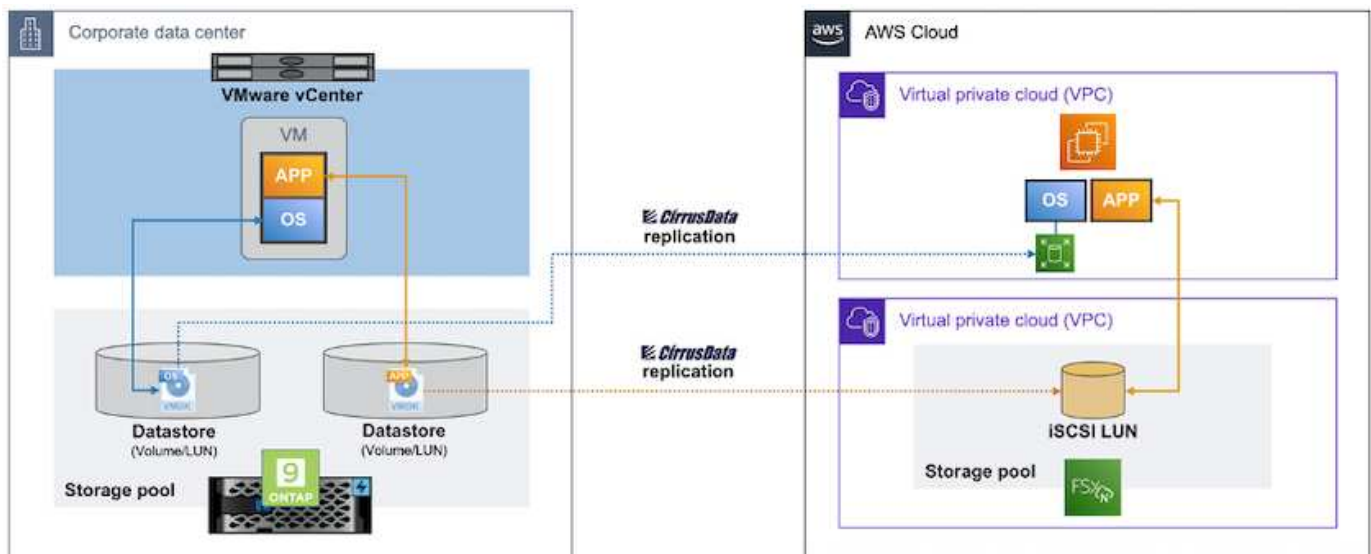 Corporate data center
VMware vCenter
VM
APP
OS
OS
VMDK
APP
VMDK
Datastore
(Volume/LUN)
Datastore
(Volume/LUN)
Storage pool
9
ONTAP
CirrusData
replication
CirrusData
replication
aws
AWS Cloud
Virtual private cloud (VPC)
OS
APP
Virtual private cloud (VPC)
iSCSI LUN
Storage pool
FSxN